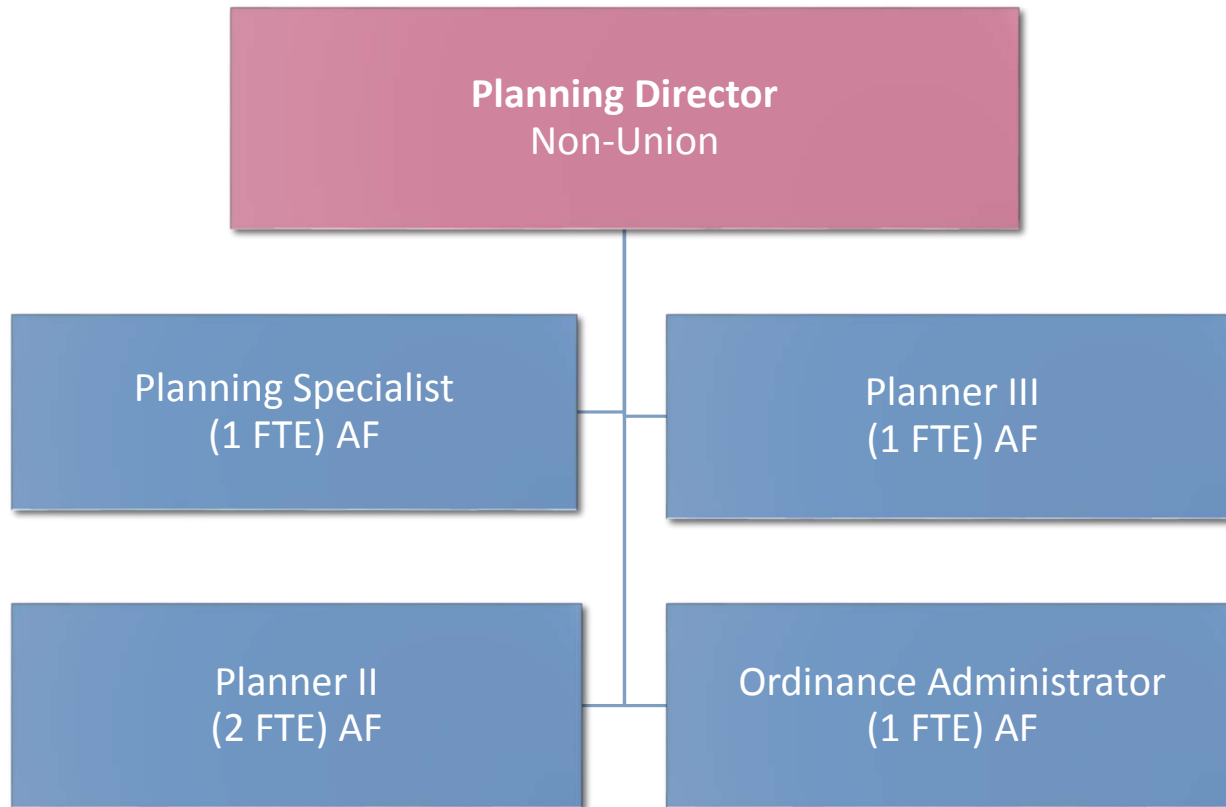 Planning Director
Non-Union
Planning Specialist
(1 FTE) AF
Planner III
(1 FTE) AF
Planner II
(2 FTE) AF
Ordinance Administrator
(1 FTE) AF